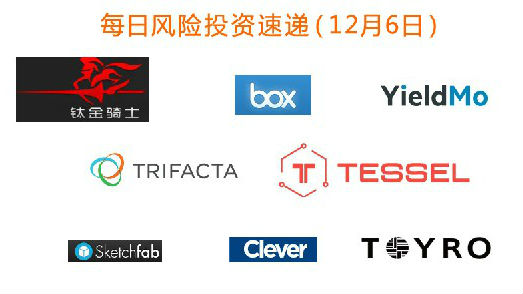 每日风险投资速递(12月6日)
钛金骑士
box
YieldMo
TRIFACTA
TESSEL
Sketchfab
Clever
TOYRO